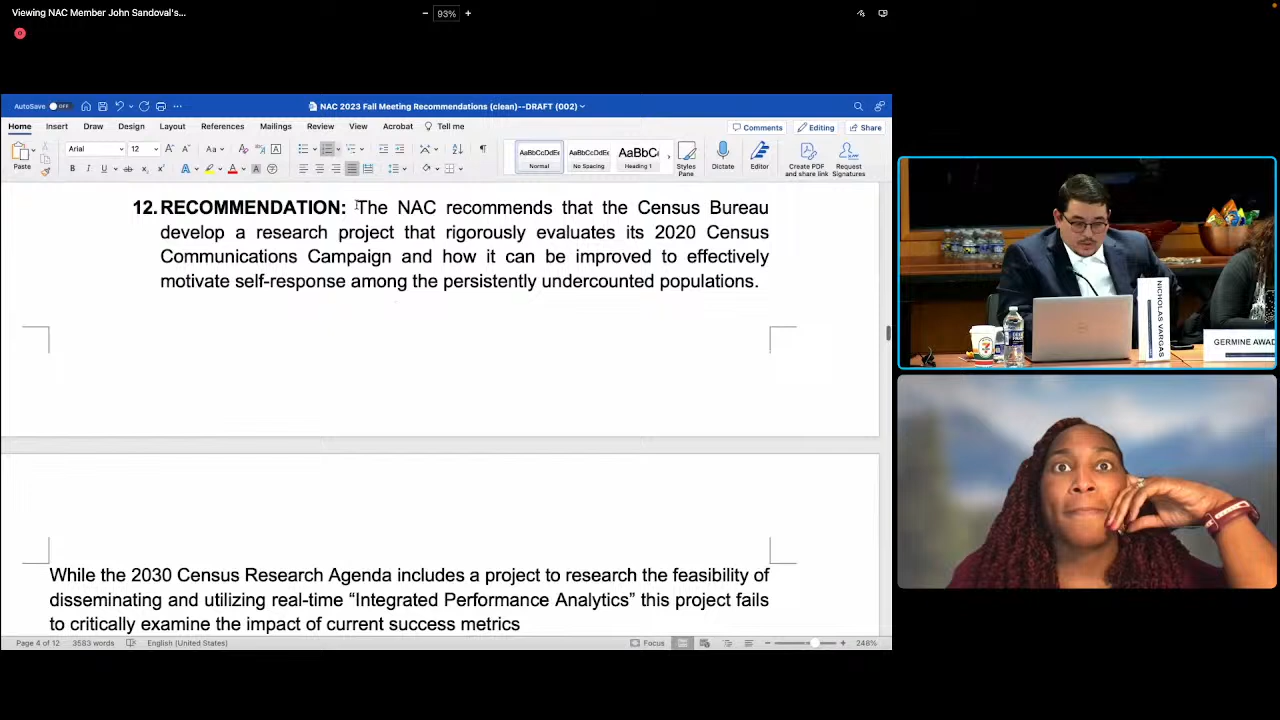 Viewing NAC Member John Sandoval's...
− 93% +
AutoSave OFF
NAC 2023 Fall Meeting Recommendations (clean)--DRAFT (002)
Home Insert Draw Design Layout References Mailings Review View Acrobat Tell me
Comments Editing Share
Paste
Arial 12
AaBbCcDdEe AaBbCcDdEe AaBbC(
Normal No Spacing Heading 1
Styles Pane
Dictate
Editor
Create PDF and share link
Request Signatures
12. RECOMMENDATION: The NAC recommends that the Census Bureau
develop a research project that rigorously evaluates its 2020 Census
Communications Campaign and how it can be improved to effectively
motivate self-response among the persistently undercounted populations.
While the 2030 Census Research Agenda includes a project to research the feasibility of
disseminating and utilizing real-time “Integrated Performance Analytics” this project fails
to critically examine the impact of current success metrics
Page 4 of 12 3583 words English (United States) Focus 248%
NICHOLAS VARGAS
GERMINE AWAD